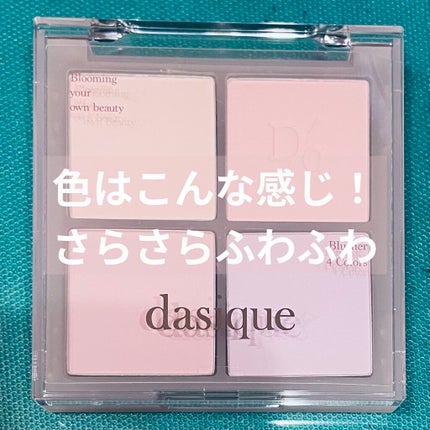 Blooming
your
own beauty
色はこんな感じ！
さらさらふわふわ
Blusher
4 Colors
dasique